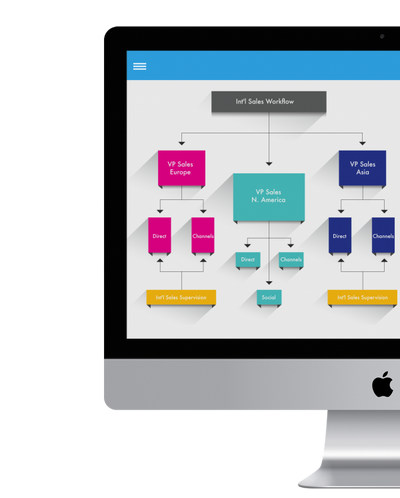 Int'l Sales Workflow
VP Sales
Europe
VP Sales
N. America
VP Sales
Asia
Direct
Channels
Direct
Channels
Direct
Channels
Int'l Sales Supervision
Social
Int'l Sales Supervision